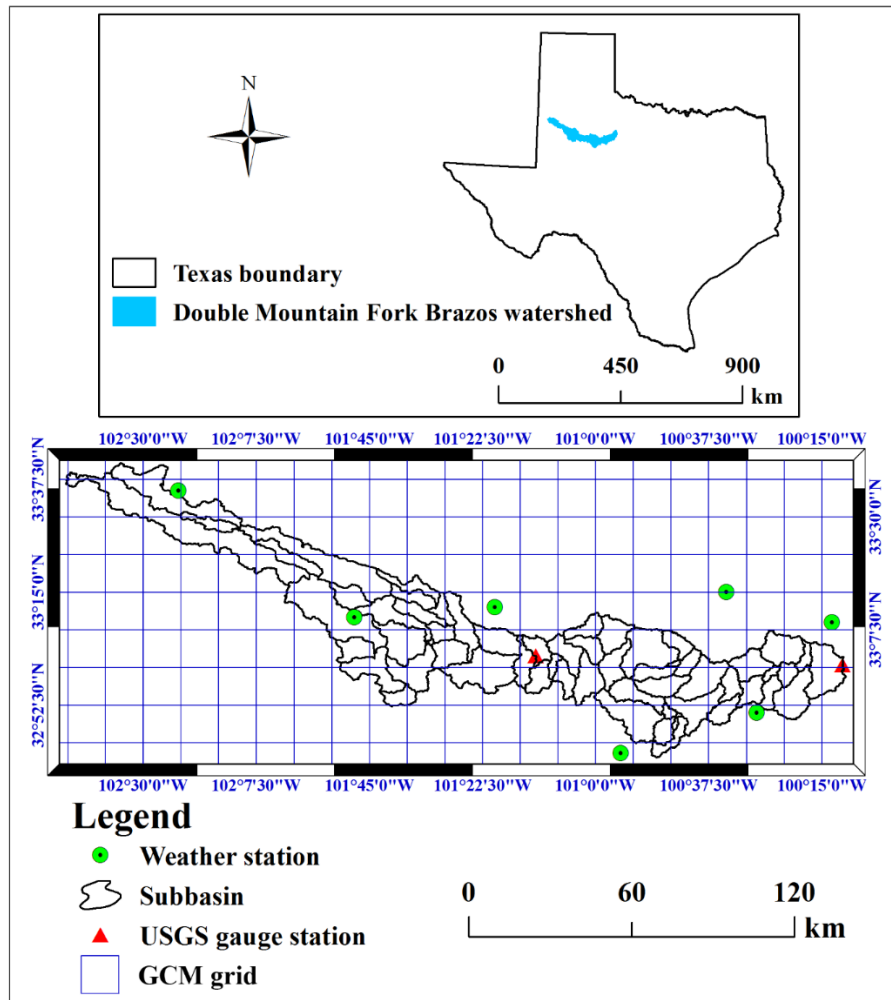 N
Texas boundary
Double Mountain Fork Brazos watershed
0 450 900
km
102°30'0"W 102°7'30"W 101°45'0"W 101°22'30"W 101°0'0"W 100°37'30"W 100°15'0"W
33°37'30"N
33°15'0"N
32°52'30"N
33°30'0"N
33°7'30"N
102°30'0"W 102°7'30"W 101°45'0"W 101°22'30"W 101°0'0"W 100°37'30"W 100°15'0"W
Legend
Weather station
Subbasin
USGS gauge station
GCM grid
0 60 120
km